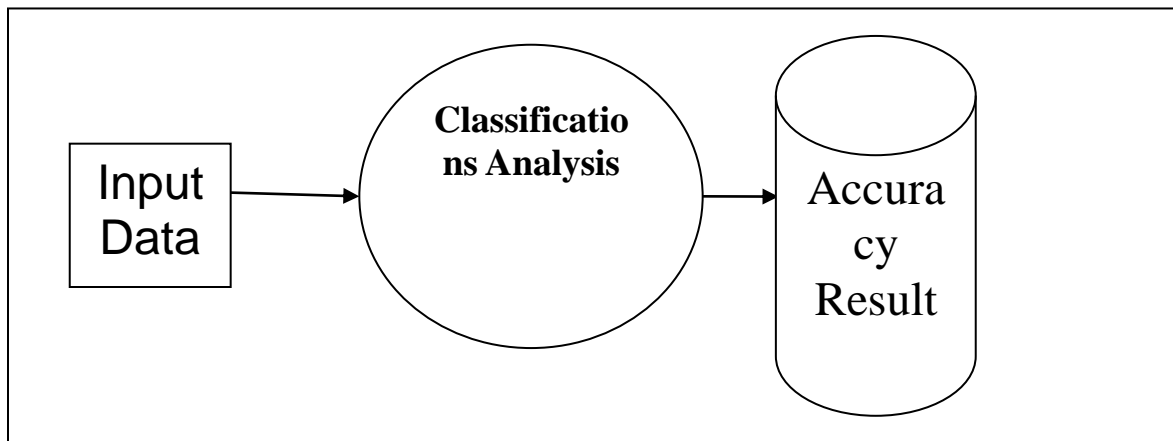 Input
Data
Classificatio
ns Analysis
Accura
cy
Result